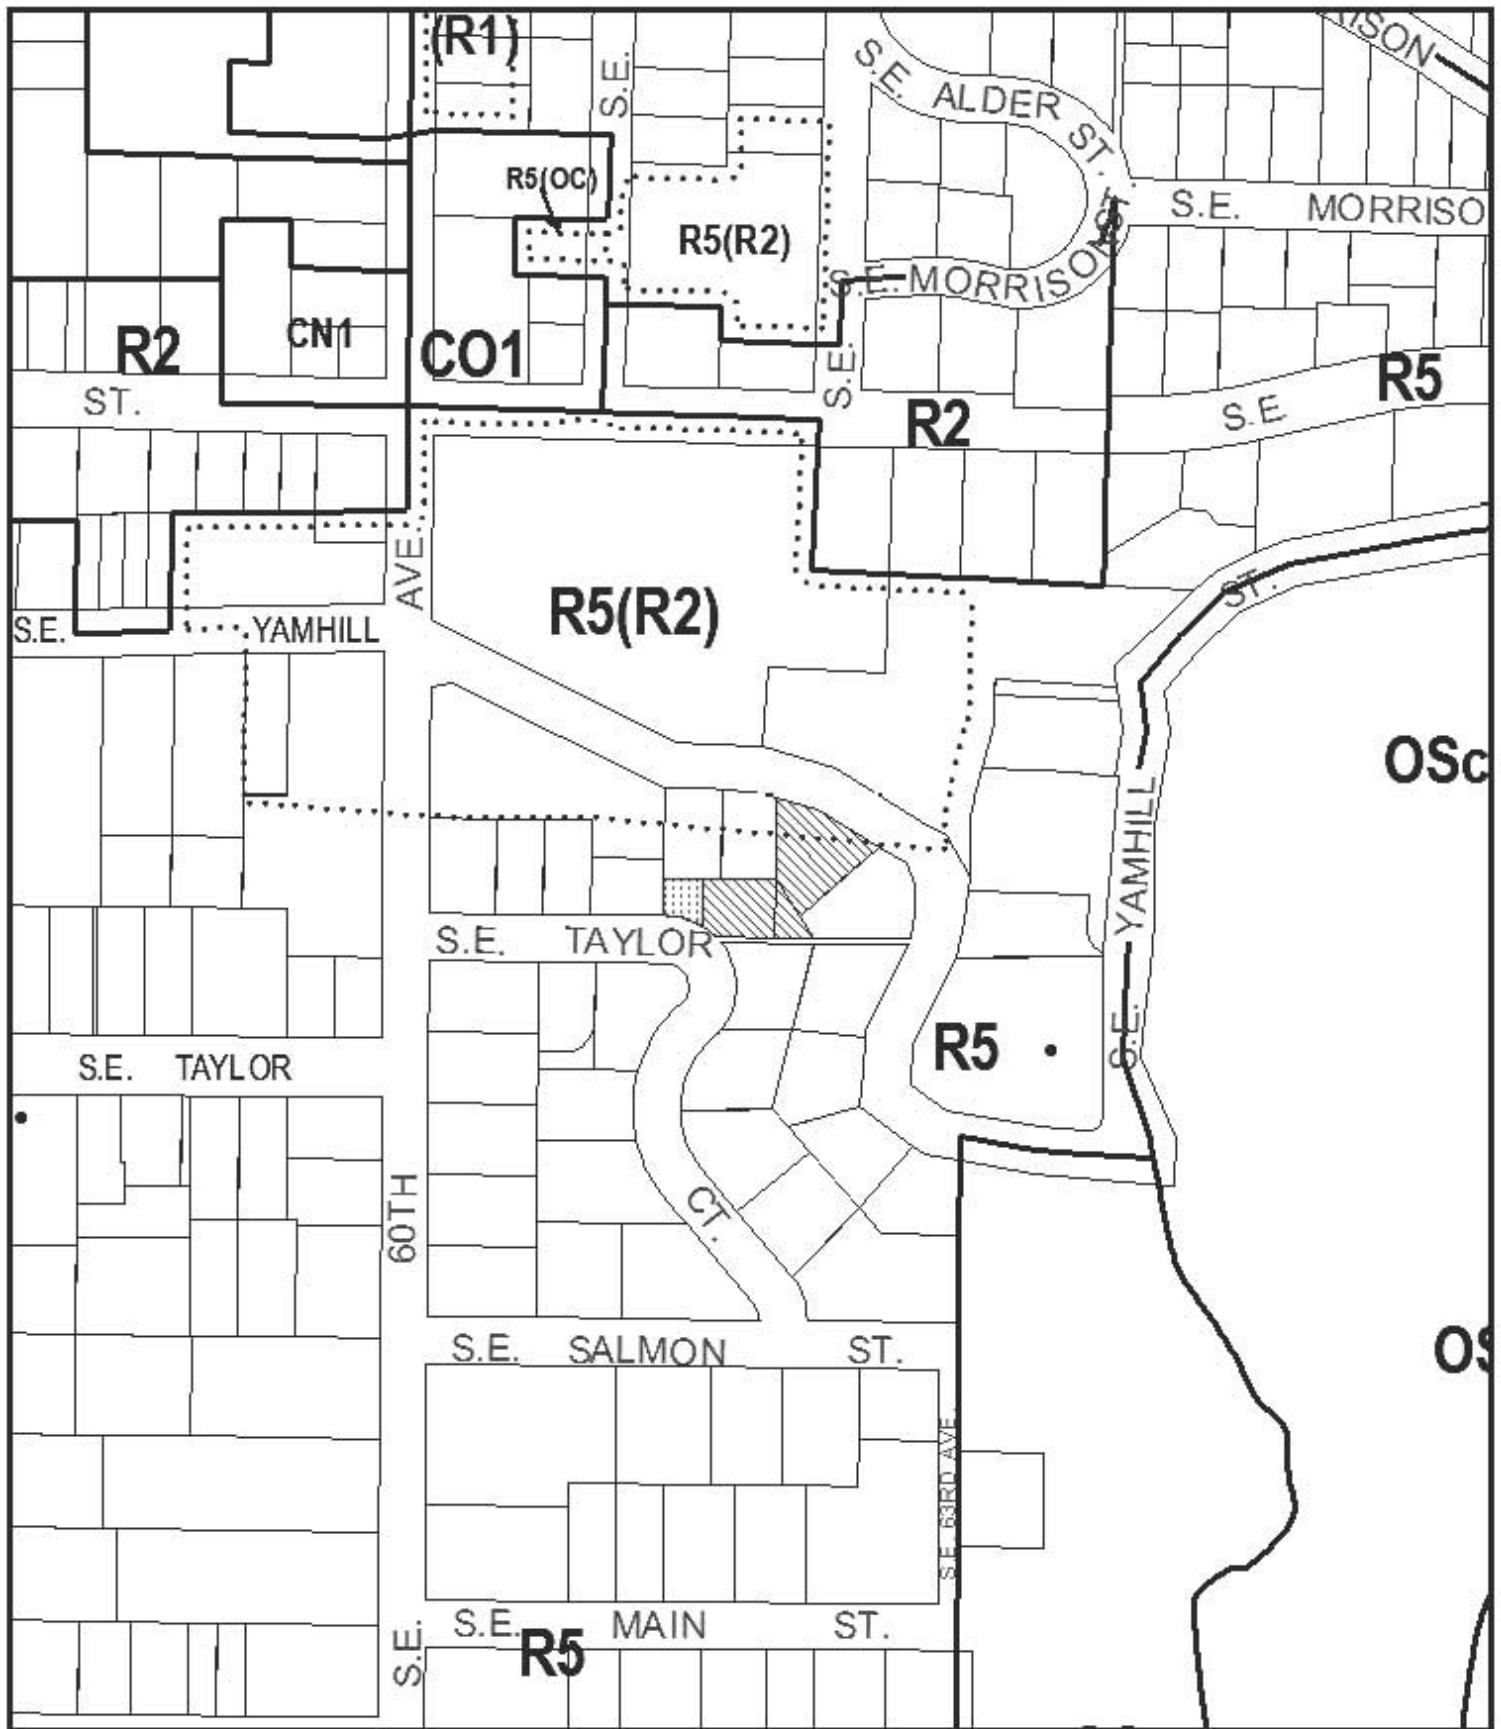 (R1)
RISON
S.E.
S.E. ALDER ST.
R5(OC)
S.E. MORRISO
R5(R2)
S.E. MORRISON ST.
R2
CN1
CO1
S.E.
R5
ST.
R2
S.E
AVE.
R5(R2)
ST.
S.E. YAMHILL
OSc
S.E. YAMHILL
S.E. TAYLOR
R5
S.E. TAYLOR
60TH
CT.
S.E. SALMON ST.
OS
S.E. 63RD AVE.
S.E. MAIN ST.
S.E.
R5